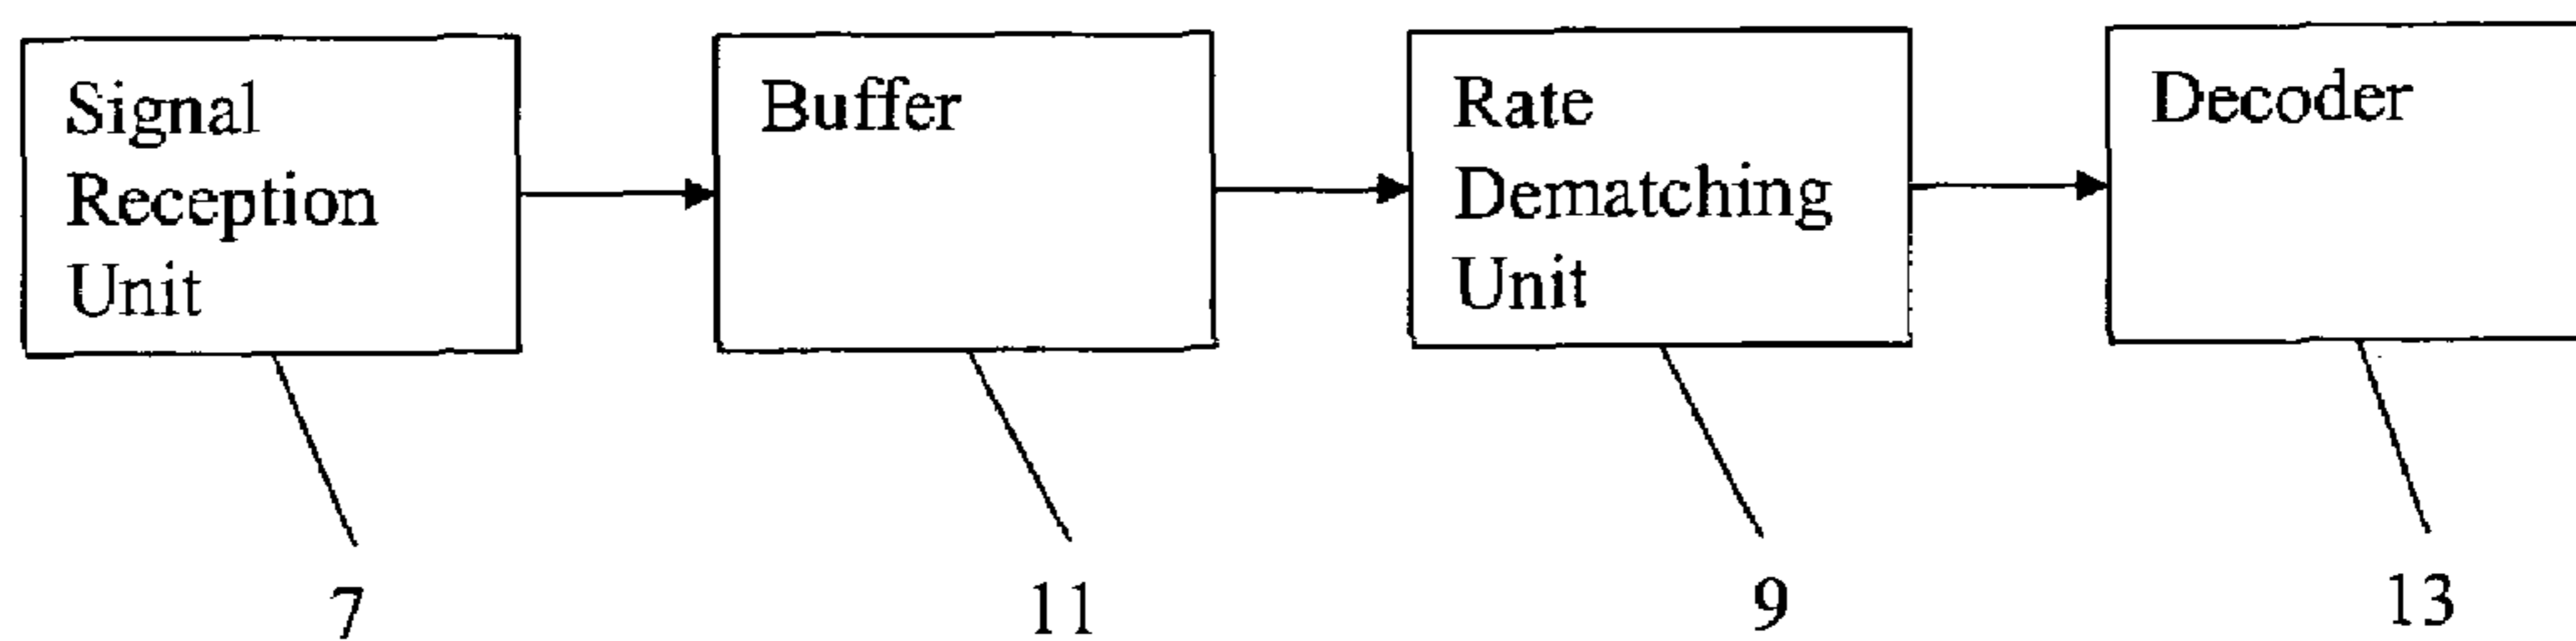 Signal
Reception
Unit
Buffer
Rate
Dematching
Unit
Decoder
7
11
9
13